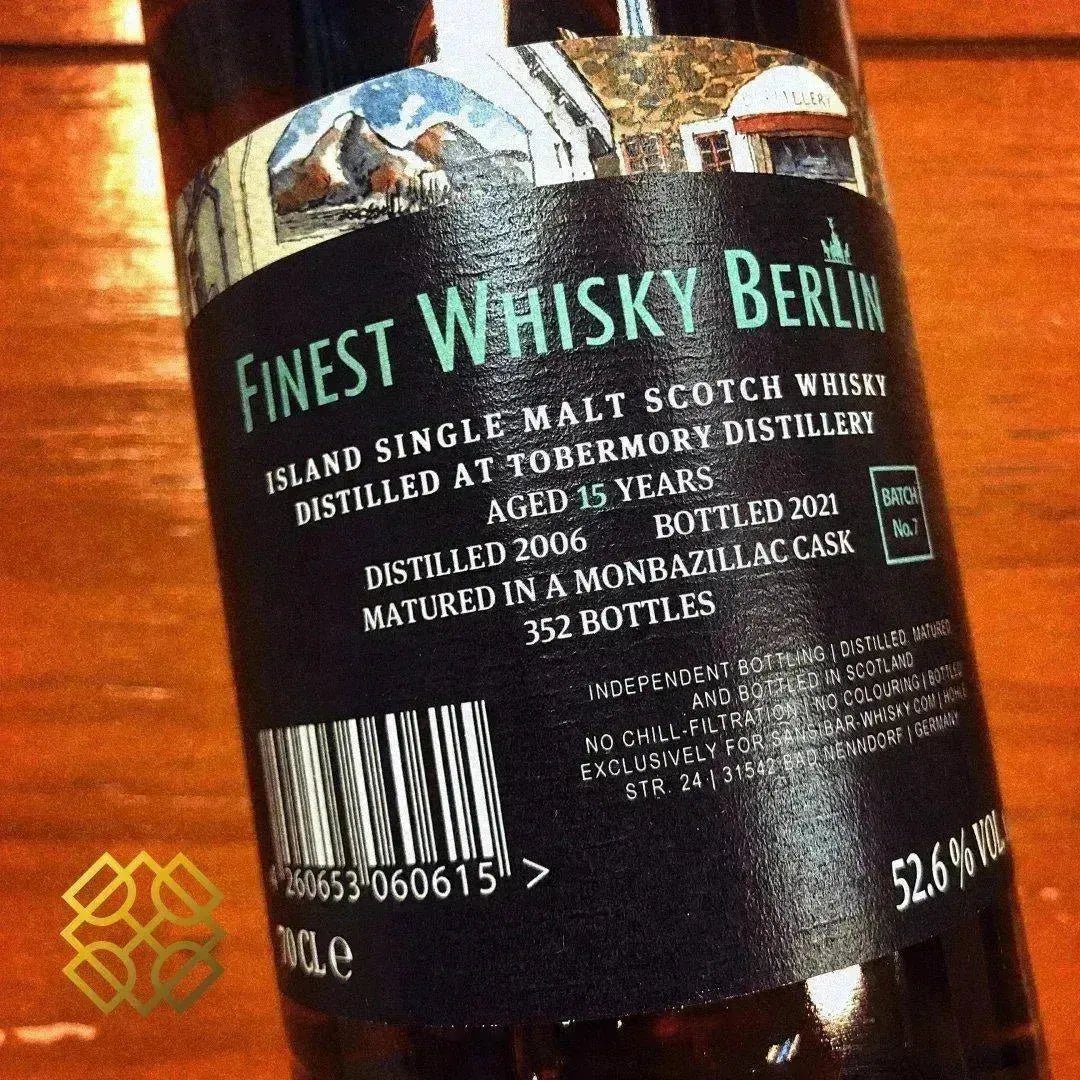 DISTILLERY
FINEST WHISKY BERLIN
ISLAND SINGLE MALT SCOTCH WHISKY
DISTILLED AT TOBERMORY DISTILLERY
AGED 15 YEARS
DISTILLED 2006 BOTTLED 2021
MATURED IN A MONBAZILLAC CASK
352 BOTTLES
BATCH
No.7
INDEPENDENT BOTTLING | DISTILLED, MATURED
AND BOTTLED IN SCOTLAND
NO CHILL-FILTRATION | NO COLOURING | BOTTLED
EXCLUSIVELY FOR SANSIBAR-WHISKY.COM | HOHLE
STR. 24 | 31542 BAD NENNDORF | GERMANY
4 260653 060615 >
70 CL e
52.6 % VOL